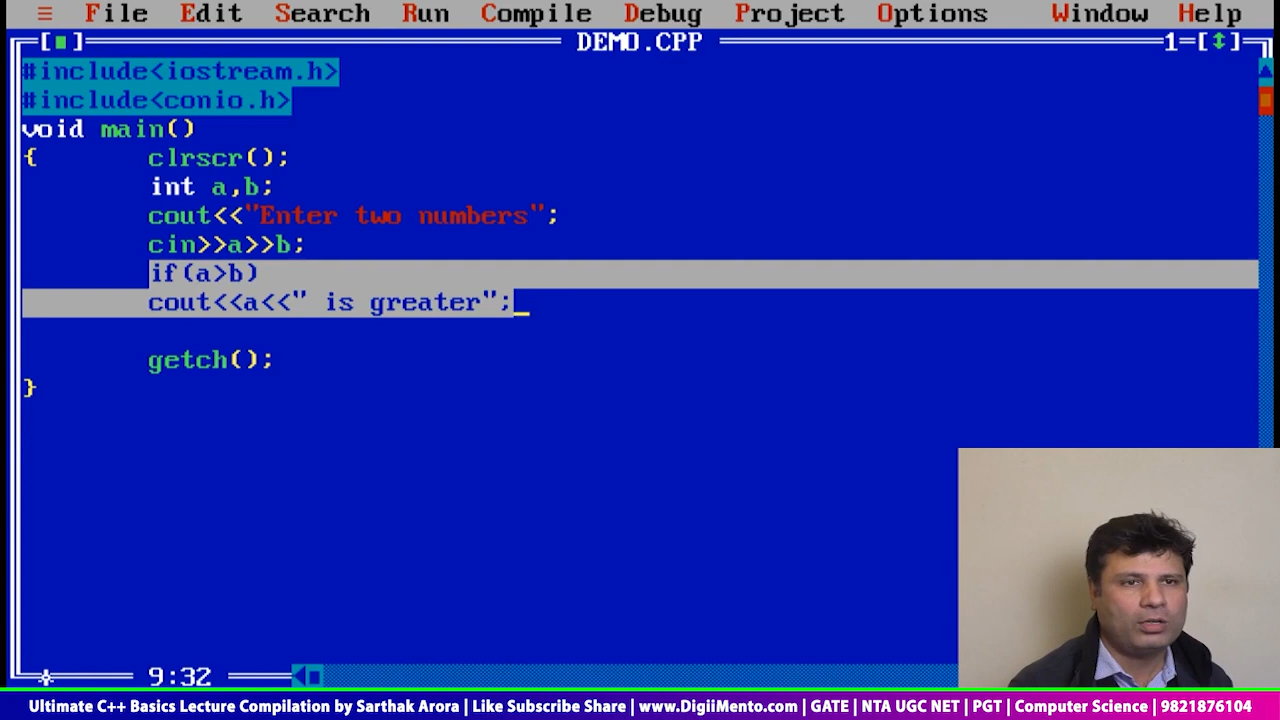 ≡ File Edit Search Run Compile Debug Project Options Window Help
[■] DEMO.CPP 1=[↕]
#include<iostream.h>
#include<conio.h>
void main()
{ clrscr();
int a,b;
cout<<"Enter two numbers";
cin>>a>>b;
if(a>b)
cout<<a<<" is greater";_
getch();
}
9:32
Ultimate C++ Basics Lecture Compilation by Sarthak Arora | Like Subscribe Share | www.DigiiMento.com | GATE | NTA UGC NET | PGT | Computer Science | 9821876104